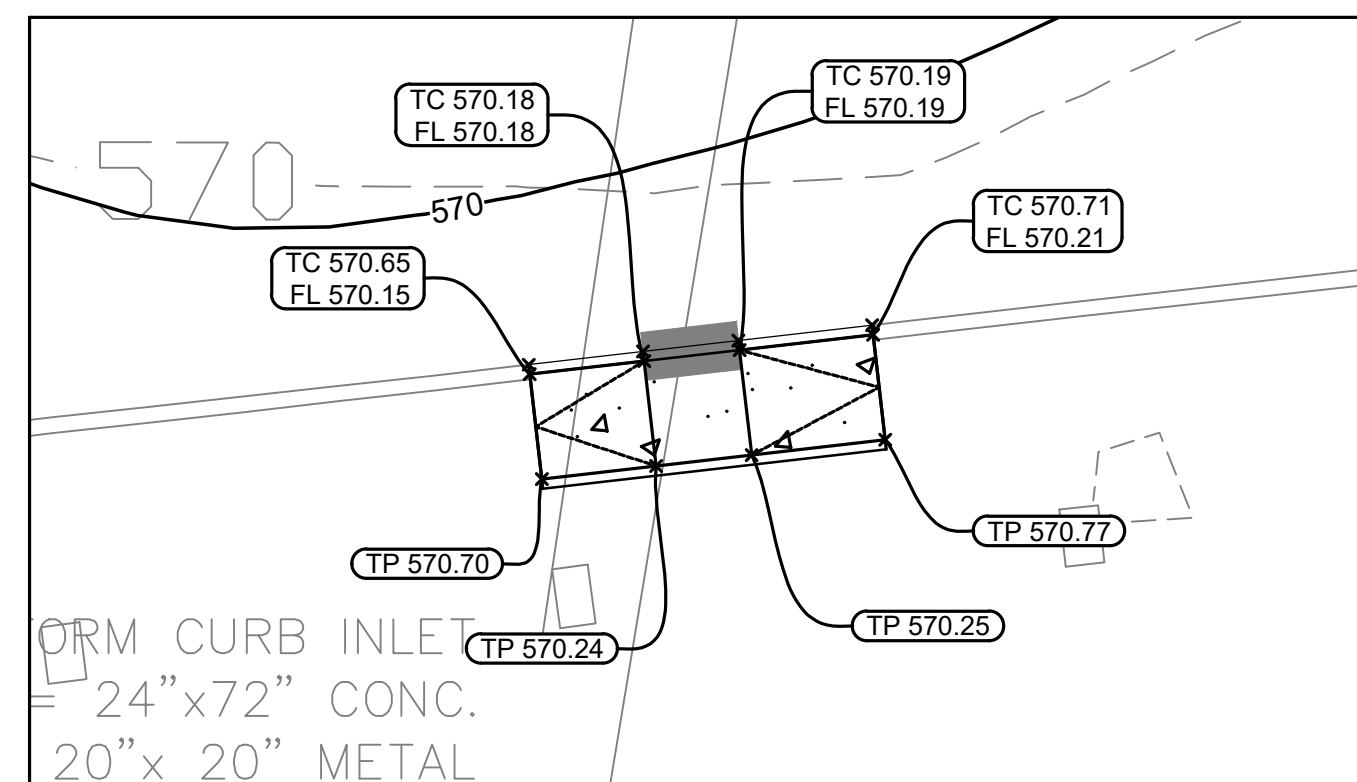 TC 570.19
FL 570.19
TC 570.18
FL 570.18
570
570
TC 570.71
FL 570.21
TC 570.65
FL 570.15
TP 570.77
TP 570.70
TP 570.25
ORM CURB INLET
TP 570.24
= 24"x72" CONC.
20"x 20" METAL